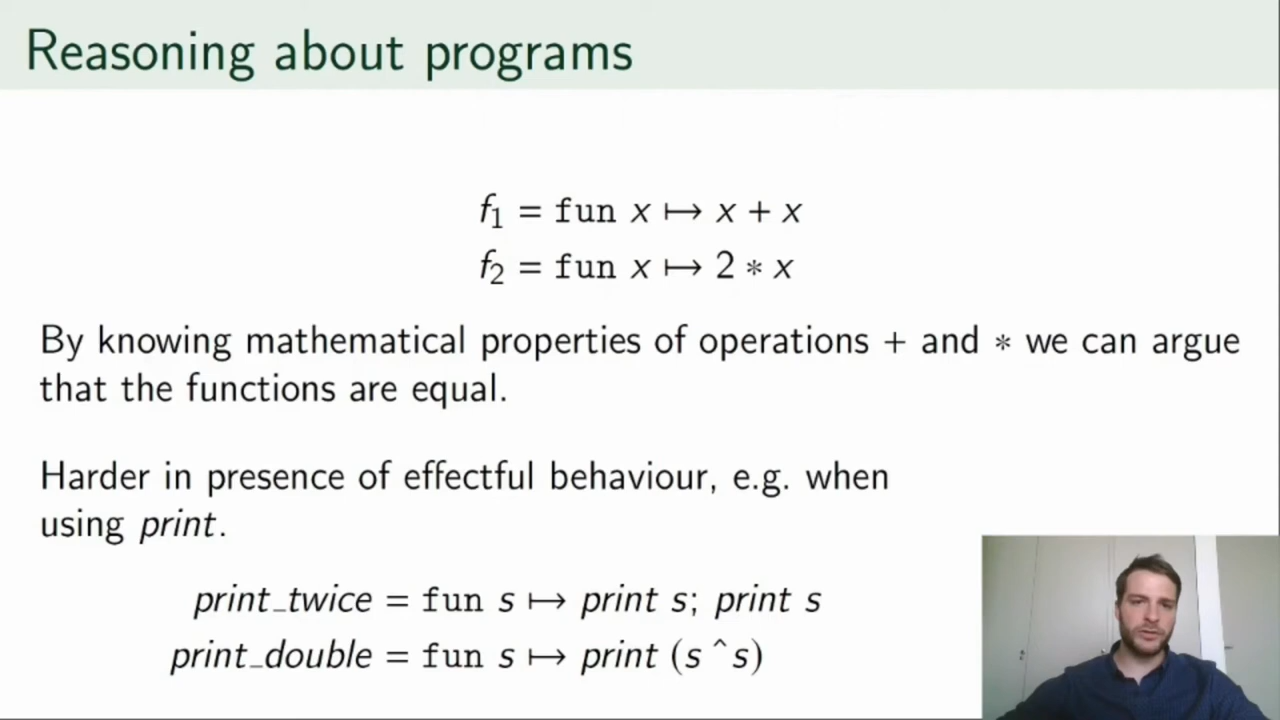 Reasoning about programs
f₁ = fun x ↦ x + x
f₂ = fun x ↦ 2 * x
By knowing mathematical properties of operations + and * we can argue
that the functions are equal.
Harder in presence of effectful behaviour, e.g. when
using print.
print_twice = fun s ↦ print s; print s
print_double = fun s ↦ print (s ^ s)